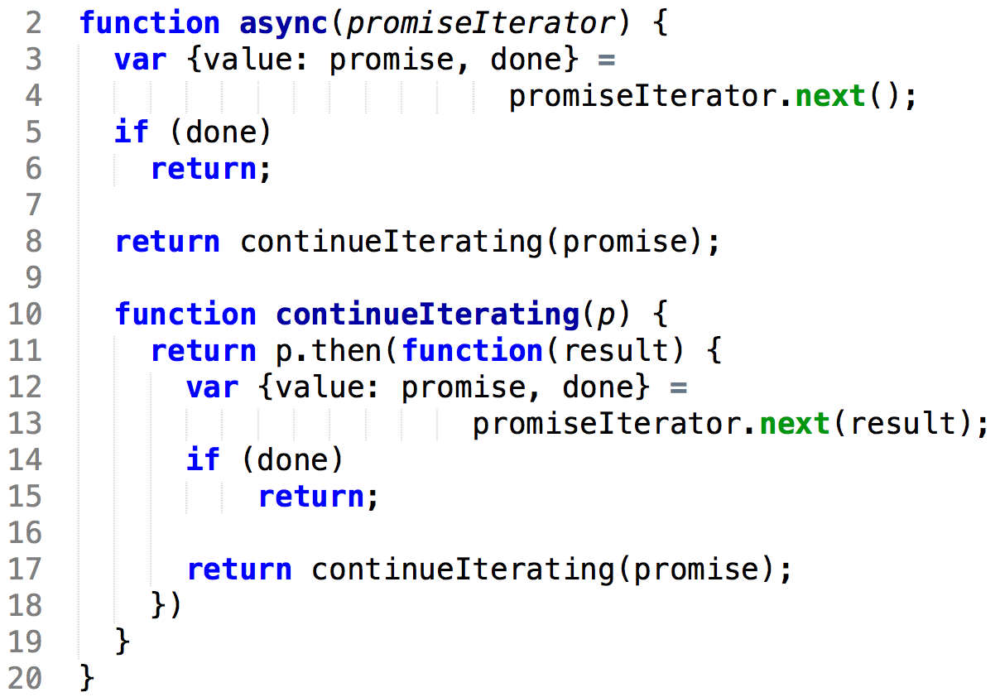 2 function async(promiseIterator) {
3   var {value: promise, done} =
4                         promiseIterator.next();
5   if (done)
6     return;
7
8   return continueIterating(promise);
9
10   function continueIterating(p) {
11     return p.then(function(result) {
12       var {value: promise, done} =
13                       promiseIterator.next(result);
14       if (done)
15           return;
16
17       return continueIterating(promise);
18     })
19   }
20 }